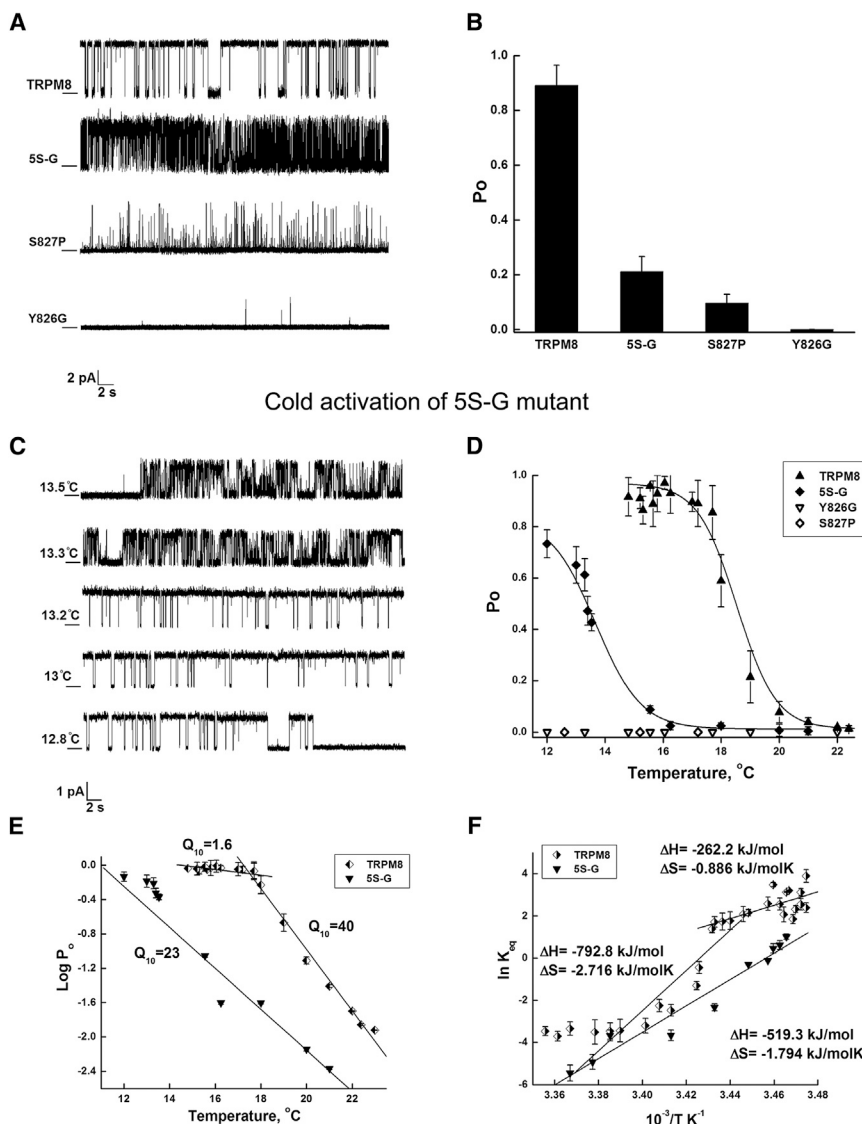 A
TRPM8
5S-G
S827P
Y826G
2 pA
2 s
B
1.0
0.8
0.6
0.4
0.2
0.0
Po
TRPM8 5S-G S827P Y826G
Cold activation of 5S-G mutant
C
13.5°C
13.3°C
13.2°C
13°C
12.8°C
1 pA
2 s
D
TRPM8
5S-G
Y826G
S827P
1.0
0.8
0.6
0.4
0.2
0.0
Po
12 14 16 18 20 22
Temperature, °C
E
Q10=1.6
TRPM8
5S-G
Q10=40
Q10=23
0.0
-0.4
-0.8
-1.2
-1.6
-2.0
-2.4
Log Po
12 14 16 18 20 22
Temperature, °C
F
TRPM8
5S-G
ΔH= -262.2 kJ/mol
ΔS= -0.886 kJ/molK
ΔH= -792.8 kJ/mol
ΔS= -2.716 kJ/molK
ΔH= -519.3 kJ/mol
ΔS= -1.794 kJ/molK
10
8
6
4
2
0
-2
-4
-6
ln Keq
3.36 3.38 3.40 3.42 3.44 3.46 3.48
10⁻³/T K⁻¹